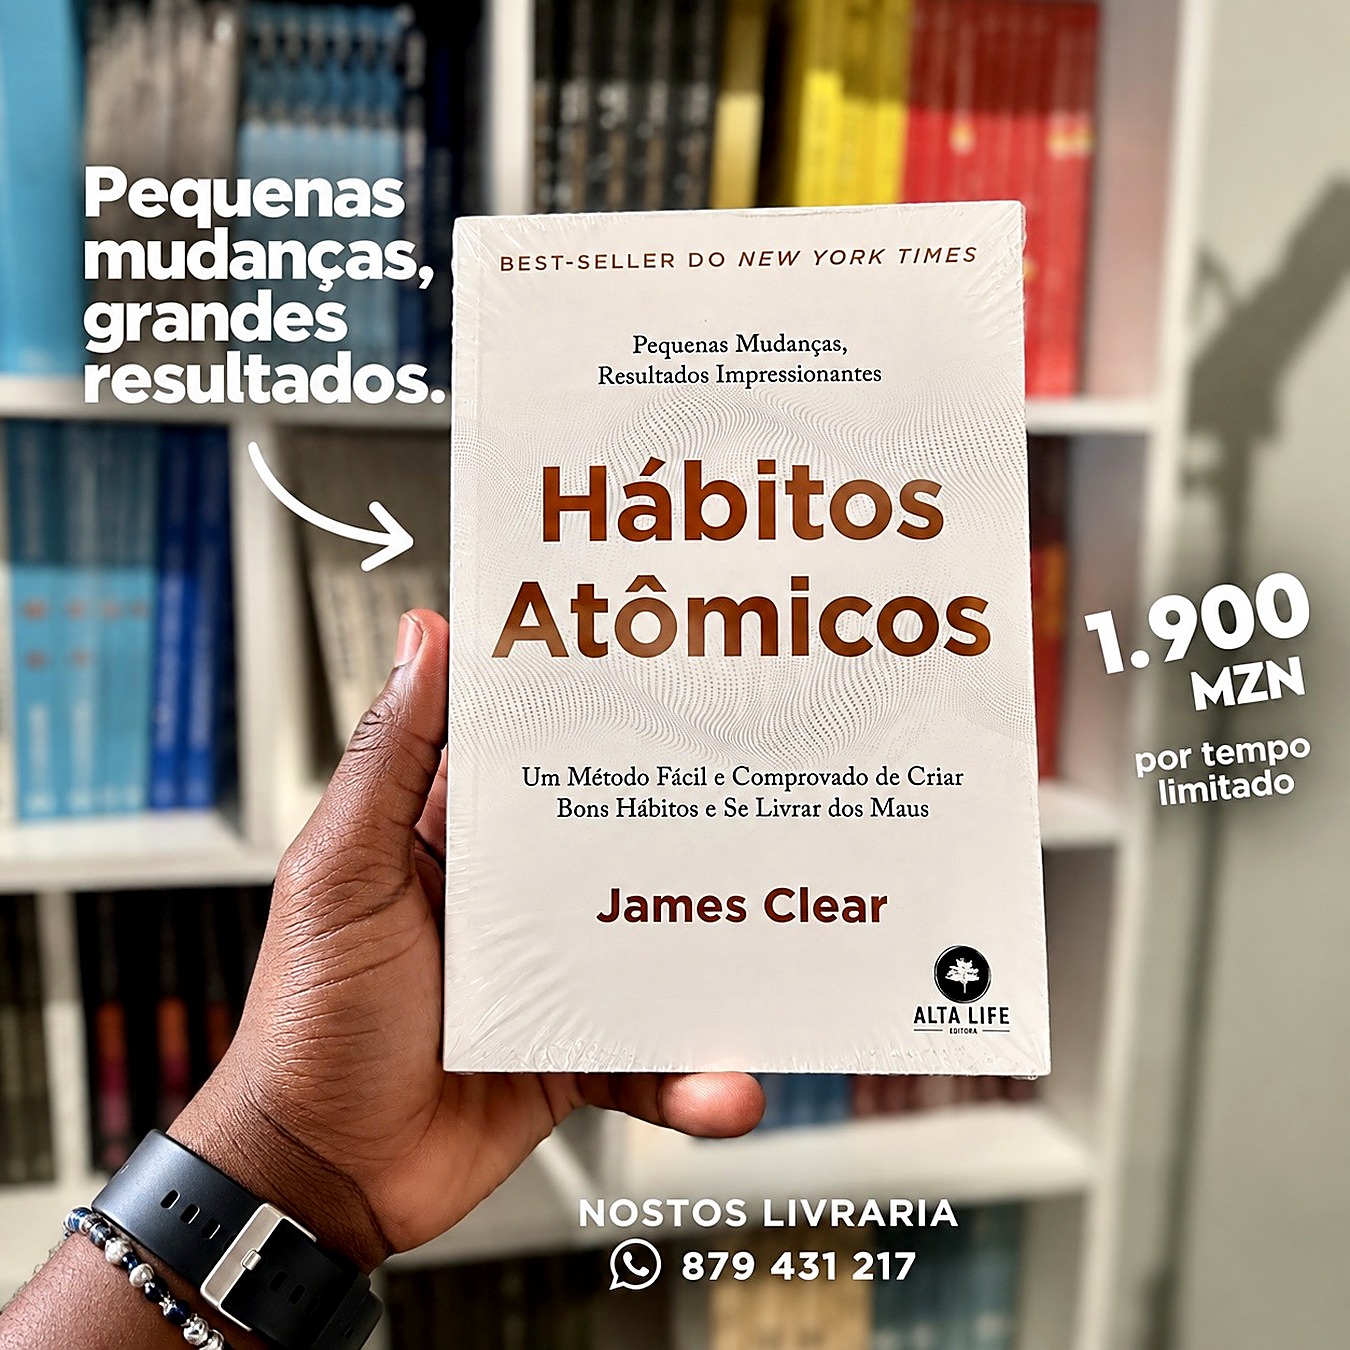 Pequenas
mudanças,
grandes
resultados.
BEST-SELLER DO NEW YORK TIMES
Pequenas Mudanças,
Resultados Impressionantes
Hábitos
Atômicos
Um Método Fácil e Comprovado de Criar
Bons Hábitos e Se Livrar dos Maus
James Clear
ALTA LIFE
EDITORA
1.900
MZN
por tempo
limitado
NOSTOS LIVRARIA
879 431 217